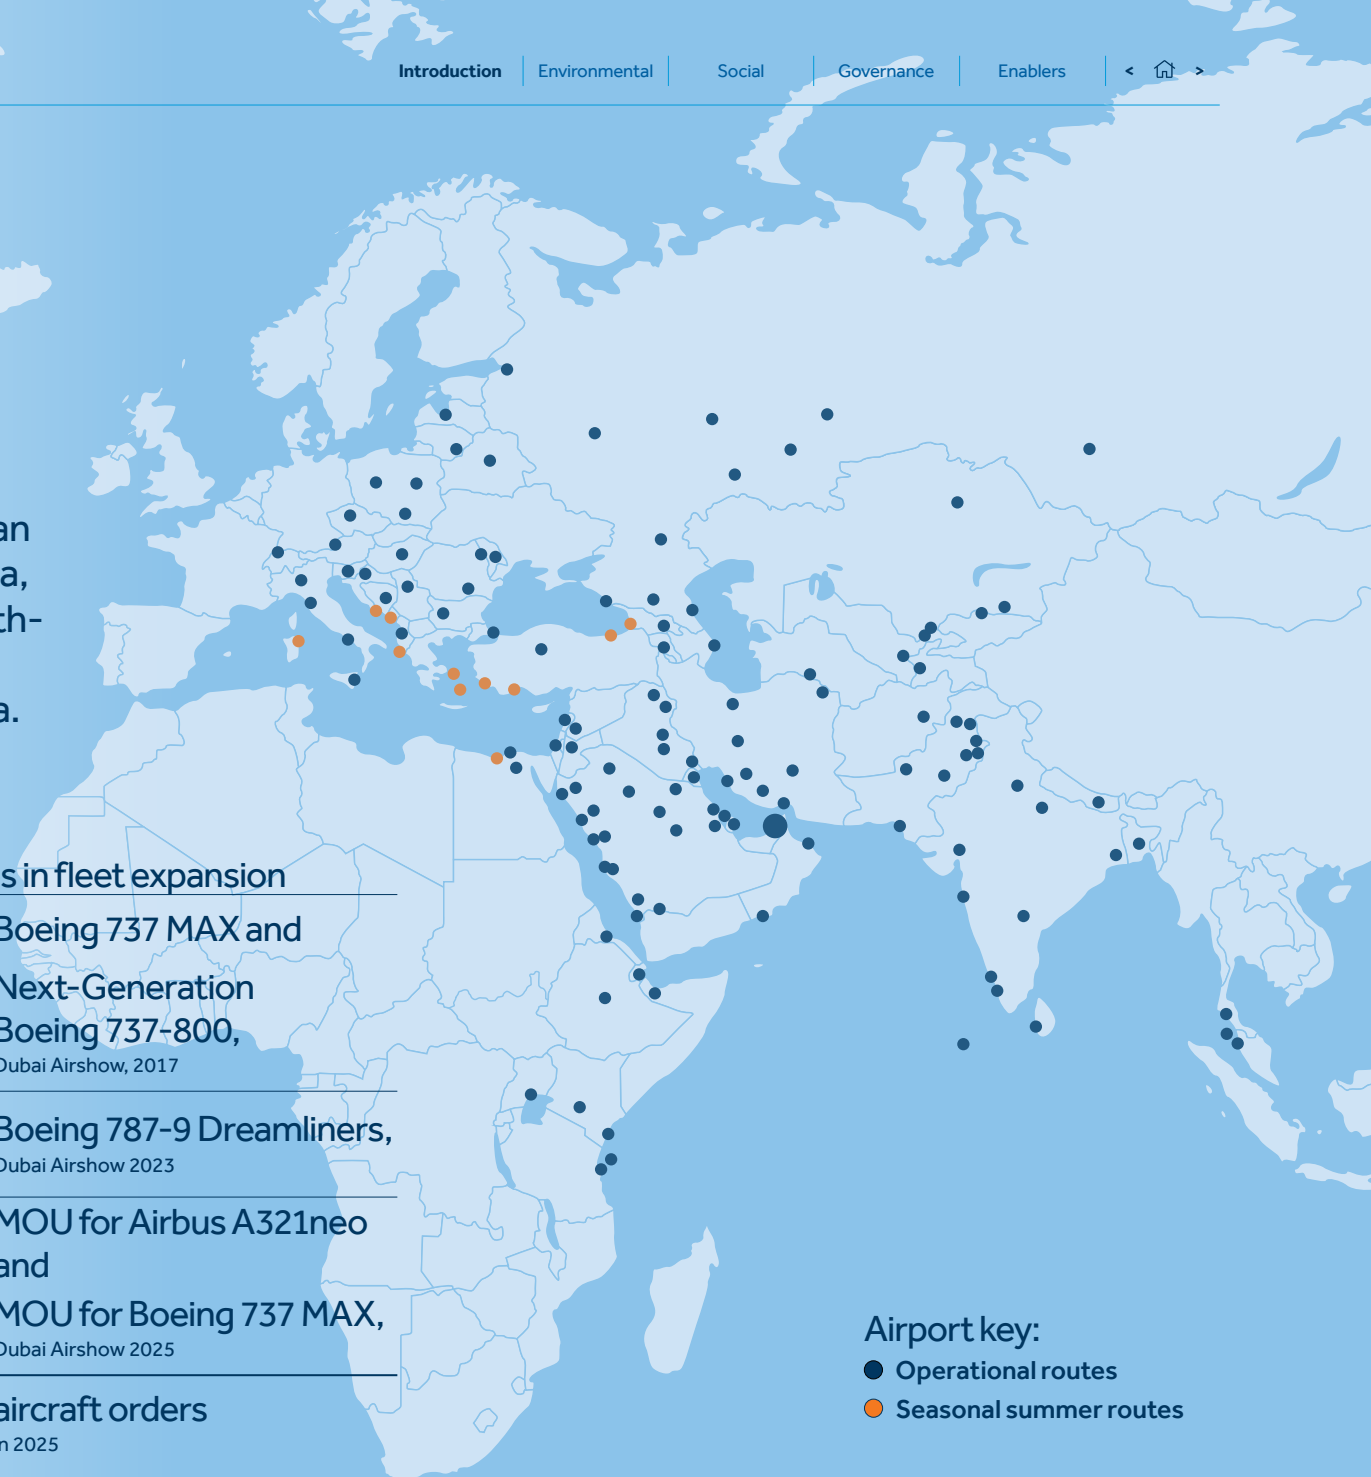 Introduction
Environmental
Social
Governance
Enablers
<
>
an
a,
th-
a.
s in fleet expansion
Boeing 737 MAX and
Next-Generation
Boeing 737-800,
Dubai Airshow, 2017
Boeing 787-9 Dreamliners,
Dubai Airshow 2023
MOU for Airbus A321neo
and
MOU for Boeing 737 MAX,
Dubai Airshow 2025
aircraft orders
n 2025
Airport key:
Operational routes
Seasonal summer routes